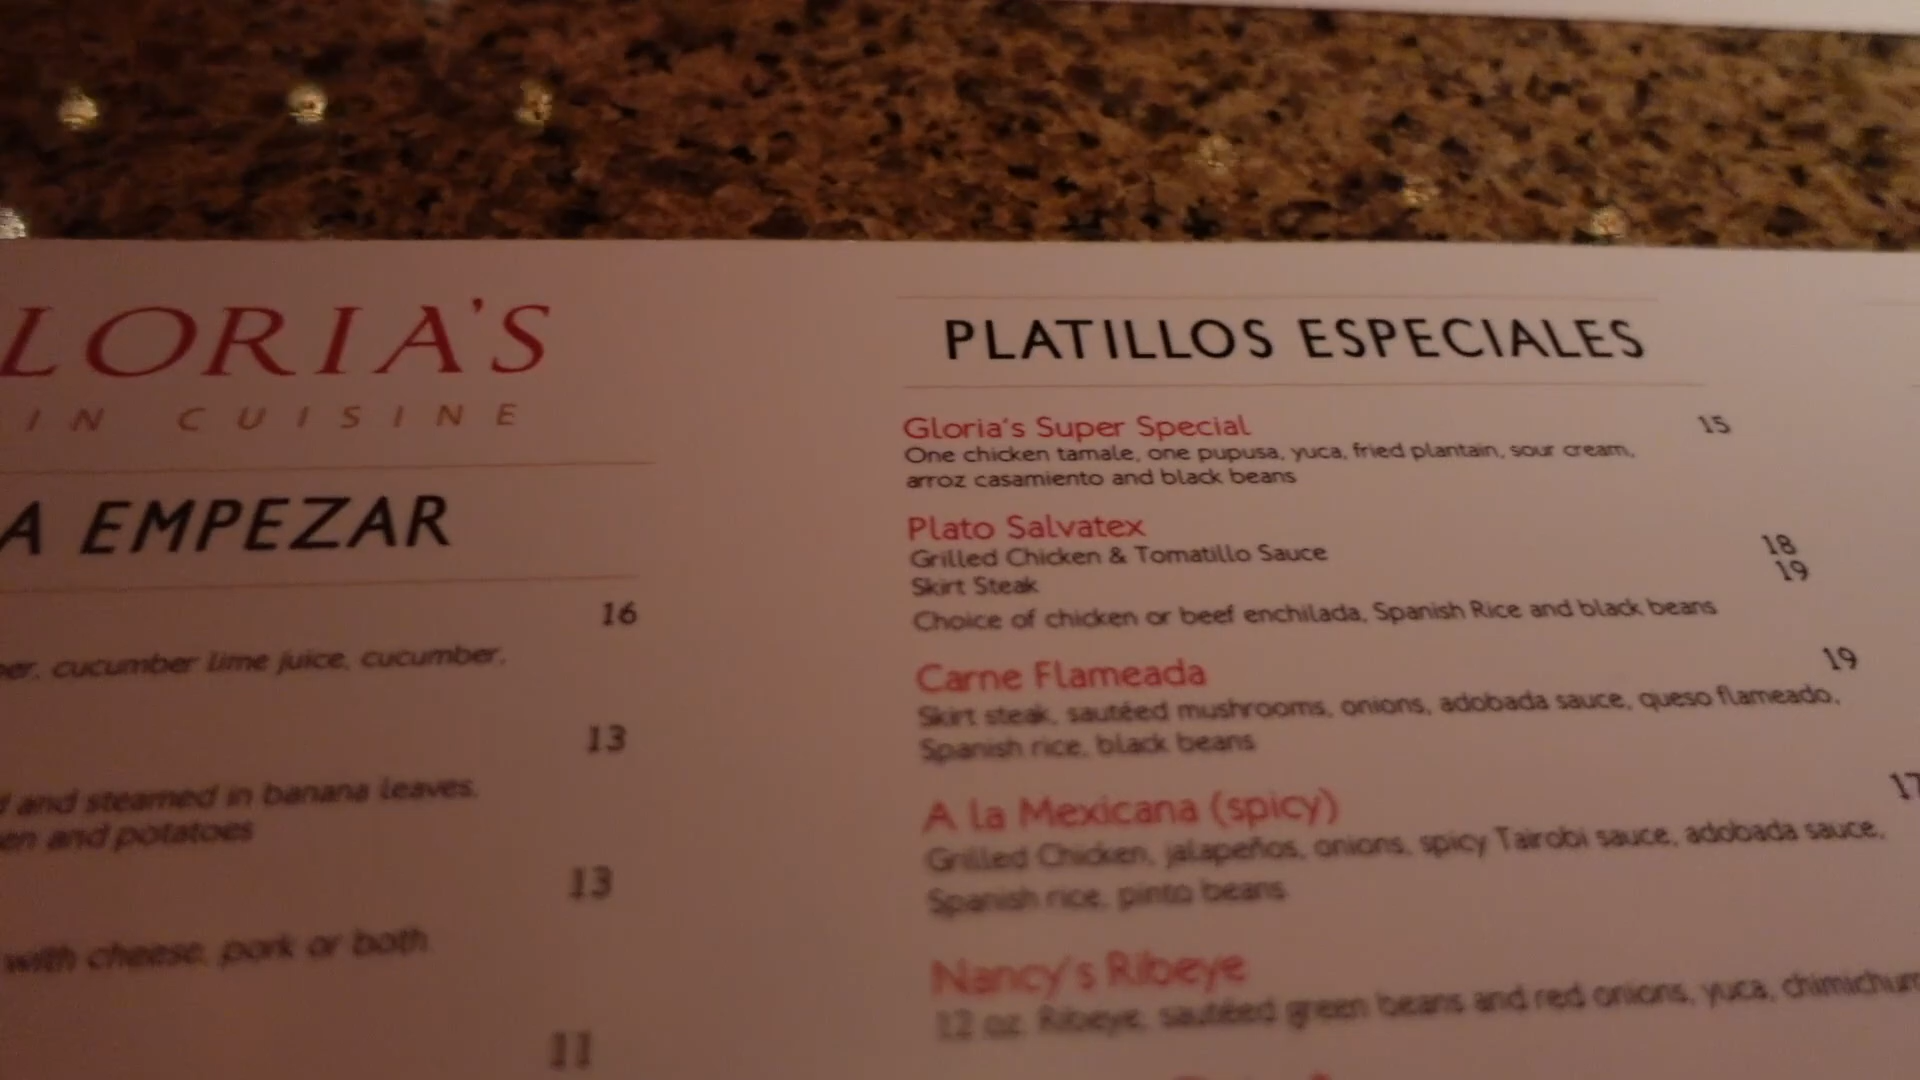 LORIA'S
IN CUISINE
A EMPEZAR
16
cucumber lime juice, cucumber,
13
and steamed in banana leaves,
and potatoes
13
with cheese, pork or both
11
PLATILLOS ESPECIALES
Gloria's Super Special 15
One chicken tamale, one pupusa, yuca, fried plantain, sour cream,
arroz casamiento and black beans
Plato Salvatex
Grilled Chicken & Tomatillo Sauce 18
Skirt Steak 19
Choice of chicken or beef enchilada, Spanish Rice and black beans
Carne Flameada 19
Skirt steak, sautéed mushrooms, onions, adobada sauce, queso flameado,
Spanish rice, black beans
A la Mexicana (spicy) 17
Grilled Chicken, jalapeños, onions, spicy Tairobi sauce, adobada sauce,
Spanish rice, pinto beans
Nancy's Ribeye
12 oz. Ribeye, sautéed green beans and red onions, yuca, chimichur